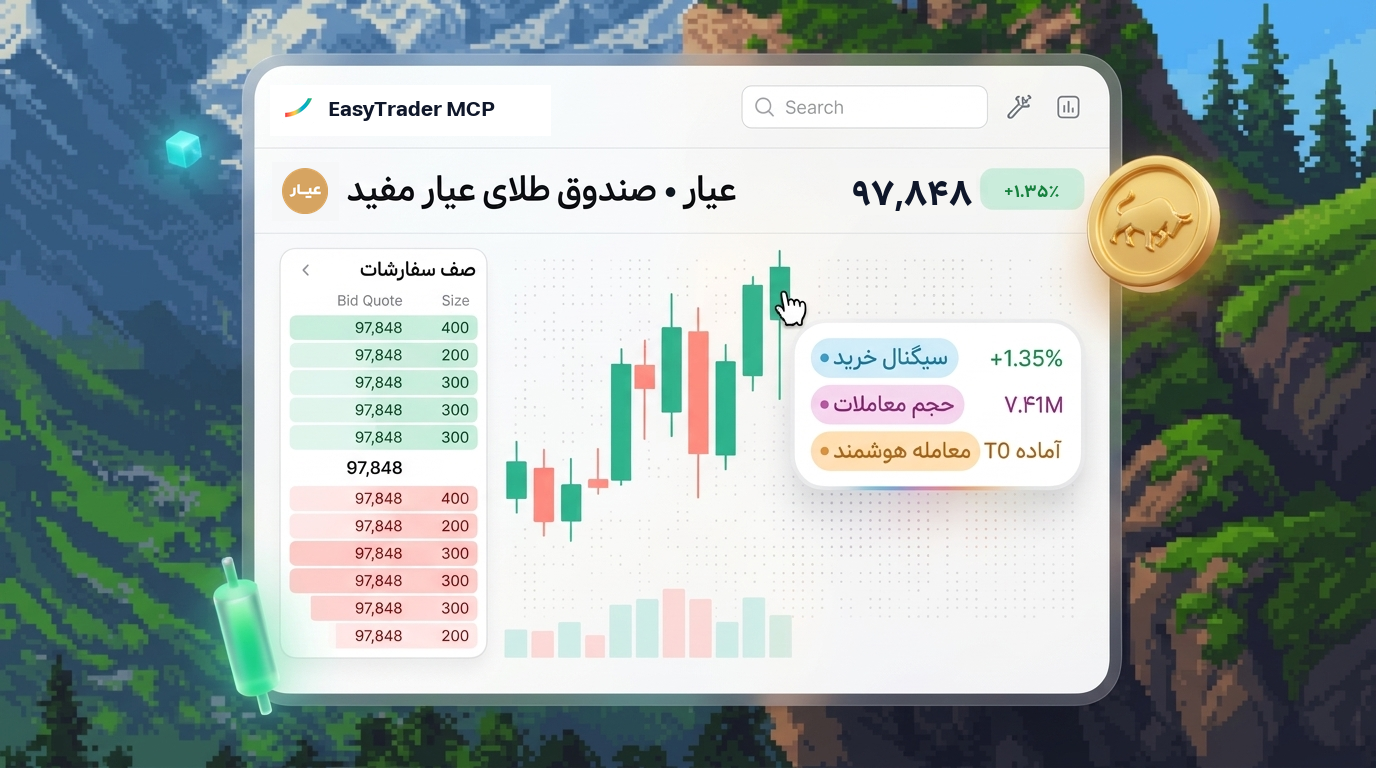 EasyTrader MCP
Search
عیار
عیار • صندوق طلای عیار مفید
۹۷,۸۴۸
+۱.۳۵٪
صف سفارشات
Bid Quote Size
97,848 400
97,848 200
97,848 300
97,848 300
97,848 300
97,848
97,848 400
97,848 200
97,848 300
97,848 300
97,848 300
97,848 200
سیگنال خرید +1.35%
حجم معاملات ۷.۴۱M
معامله هوشمند آماده T0